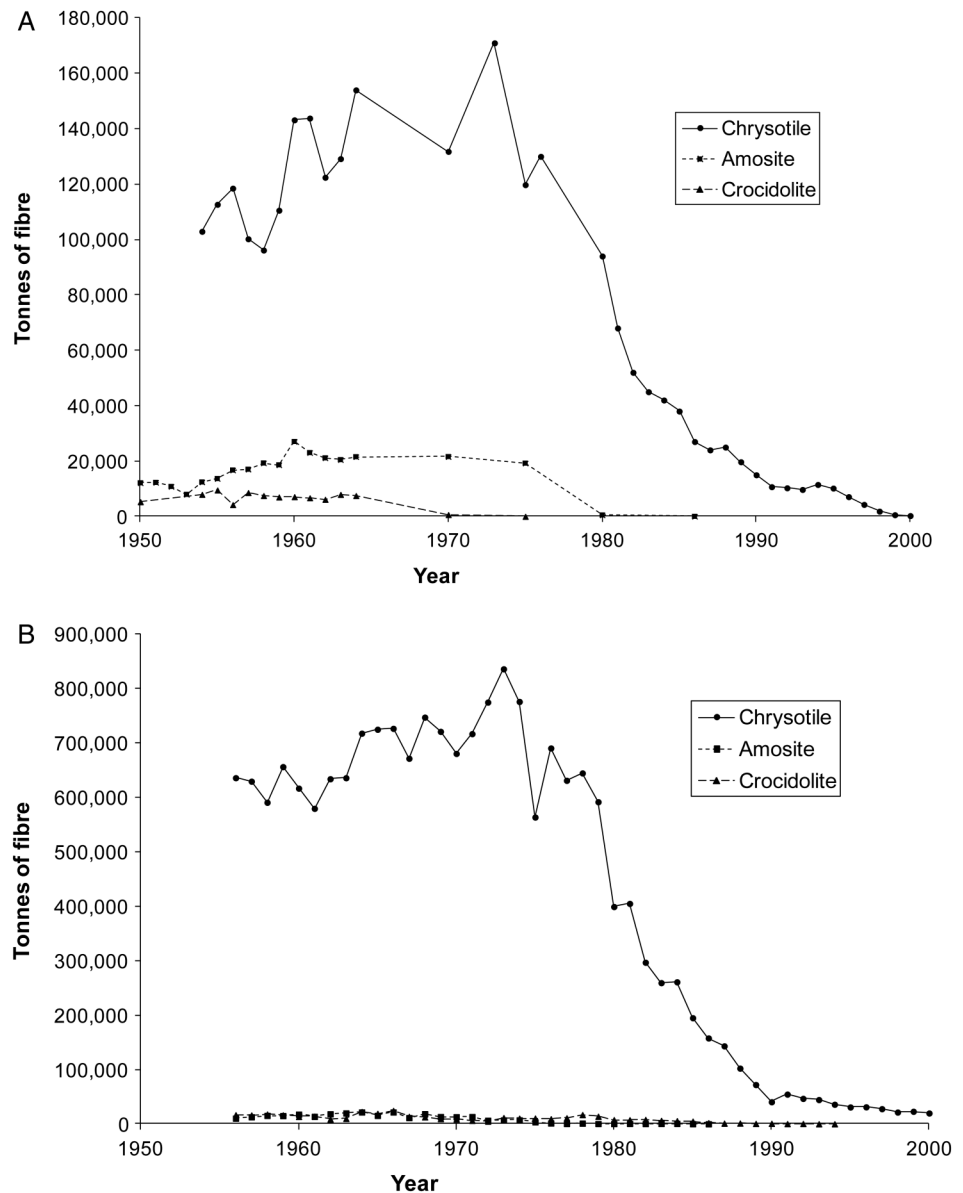 A
180,000
160,000
140,000
120,000
100,000
80,000
60,000
40,000
20,000
0
Tonnes of fibre
Chrysotile
Amosite
Crocidolite
1950 1960 1970 1980 1990 2000
Year
B
900,000
800,000
700,000
600,000
500,000
400,000
300,000
200,000
100,000
0
Tonnes of fibre
Chrysotile
Amosite
Crocidolite
1950 1960 1970 1980 1990 2000
Year